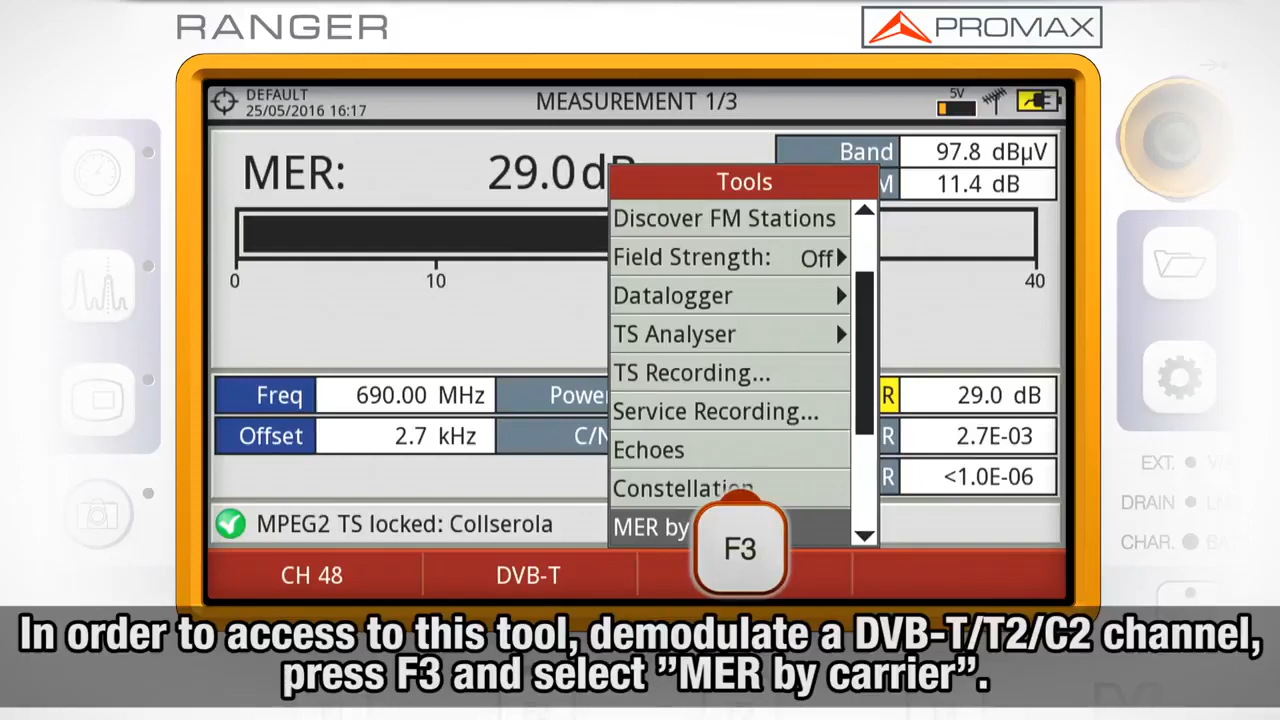 RANGER
PROMAX
DEFAULT
25/05/2016 16:17
MEASUREMENT 1/3
5V
MER:
29.0 d
Band
97.8 dBµV
M
11.4 dB
Tools
Discover FM Stations
Field Strength: Off
Datalogger
TS Analyser
TS Recording...
Service Recording...
Echoes
Constellation
MER by
0
10
40
Freq
690.00 MHz
Power
R
29.0 dB
Offset
2.7 kHz
C/N
R
2.7E-03
R
<1.0E-06
MPEG2 TS locked: Collserola
F3
CH 48
DVB-T
EXT.
DRAIN
CHAR.
In order to access to this tool, demodulate a DVB-T/T2/C2 channel,
press F3 and select ”MER by carrier”.